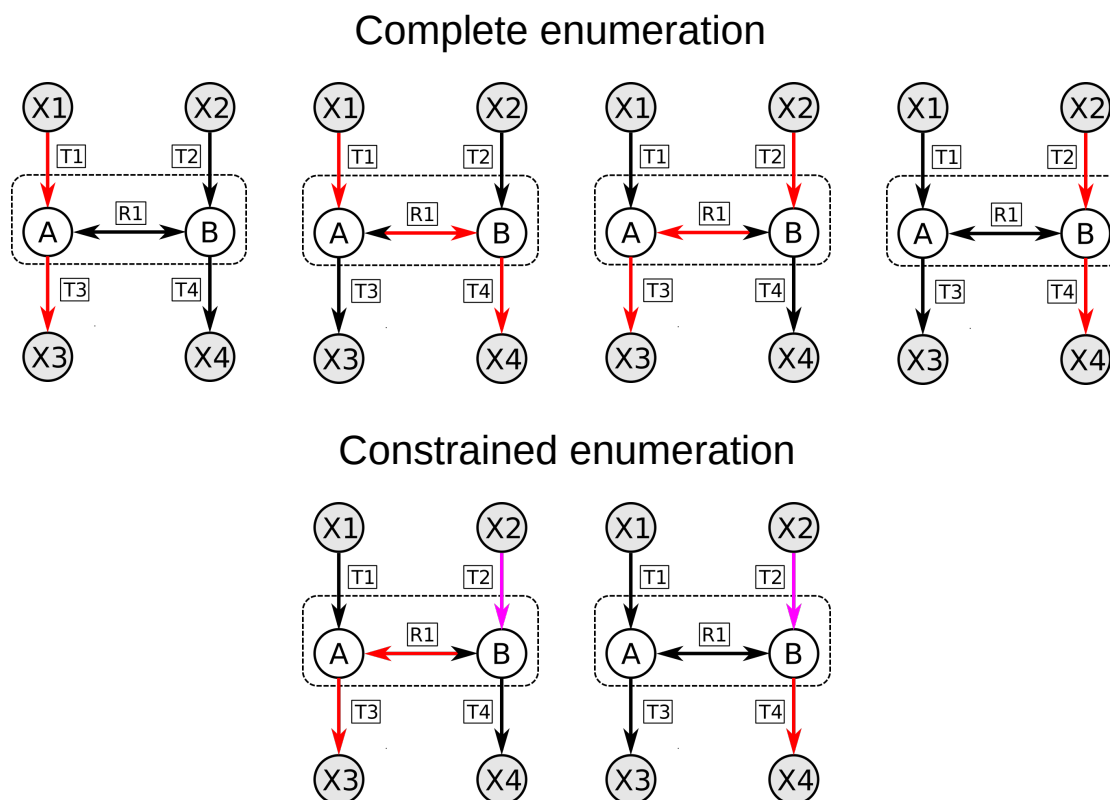 Complete enumeration
X1 X2 X1 X2 X1 X2 X1 X2
T1 T2 T1 T2 T1 T2 T1 T2
A R1 B A R1 B A R1 B A R1 B
T3 T4 T3 T4 T3 T4 T3 T4
X3 X4 X3 X4 X3 X4 X3 X4
Constrained enumeration
X1 X2 X1 X2
T1 T2 T1 T2
A R1 B A R1 B
T3 T4 T3 T4
X3 X4 X3 X4